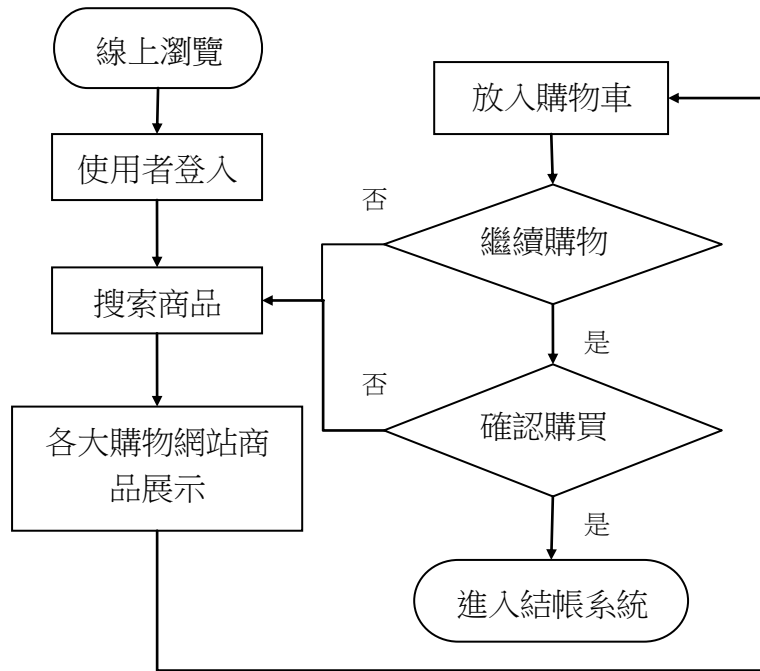 線上瀏覽
使用者登入
搜索商品
各大購物網站商
品展示
放入購物車
否
繼續購物
是
否
確認購買
是
進入結帳系統